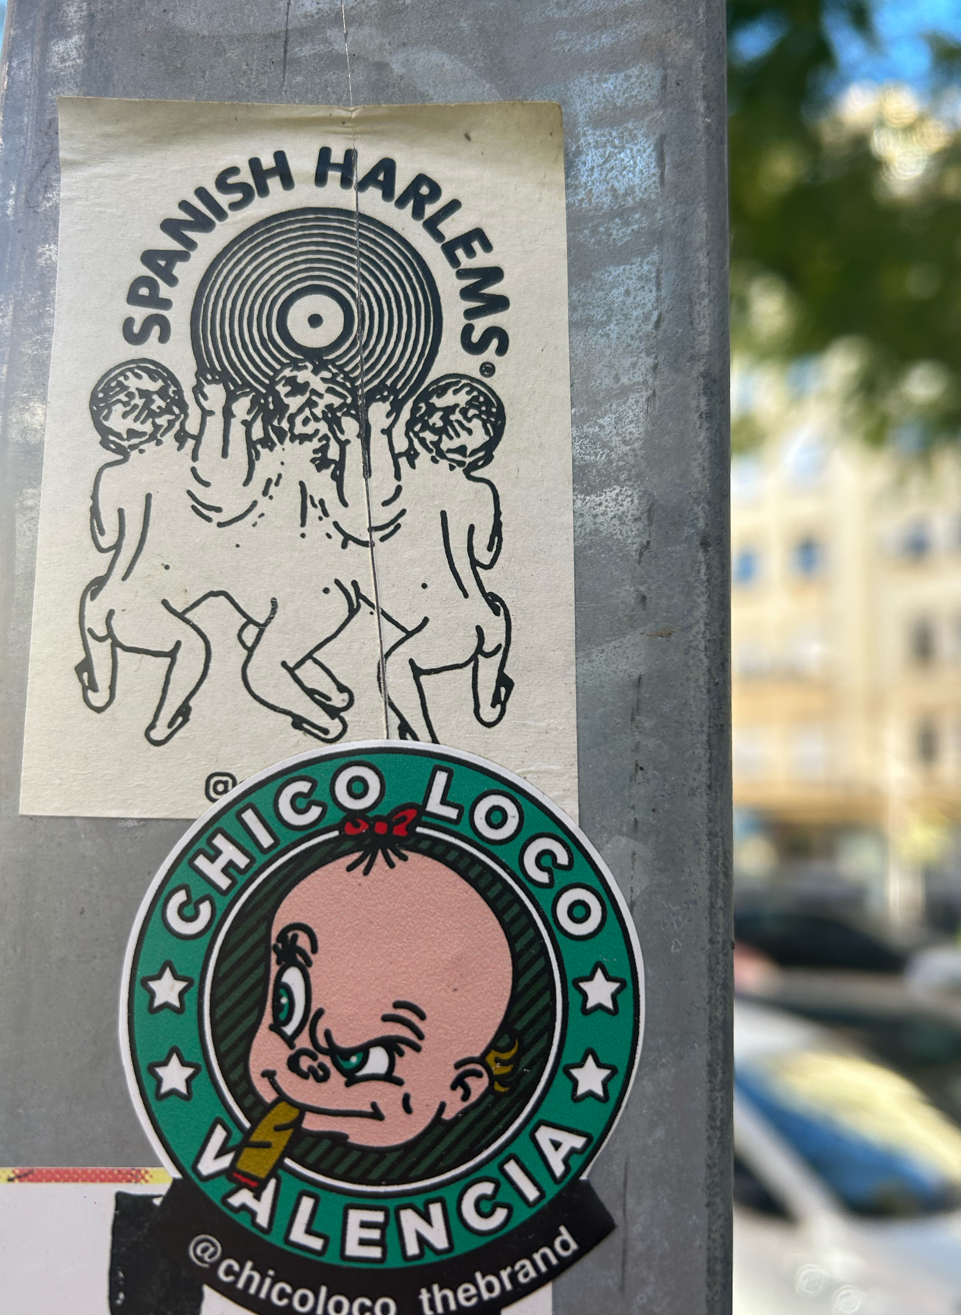 SPANISH HARLEMS®
@
CHICO LOCO
VALENCIA
@chicoloco_thebrand